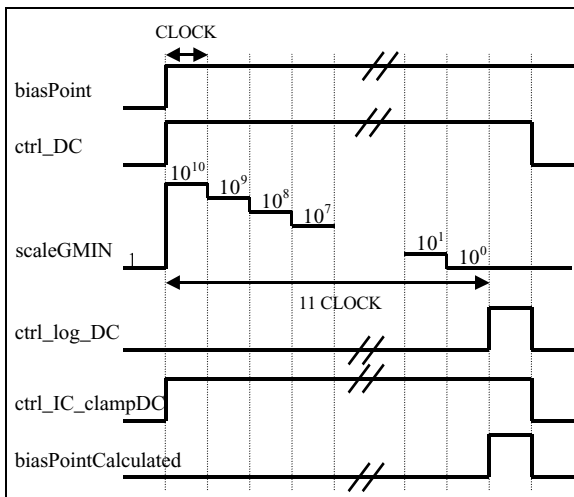 CLOCK
biasPoint
ctrl_DC
10^10 10^9 10^8 10^7
scaleGMIN 1 10^1 10^0
11 CLOCK
ctrl_log_DC
ctrl_IC_clampDC
biasPointCalculated